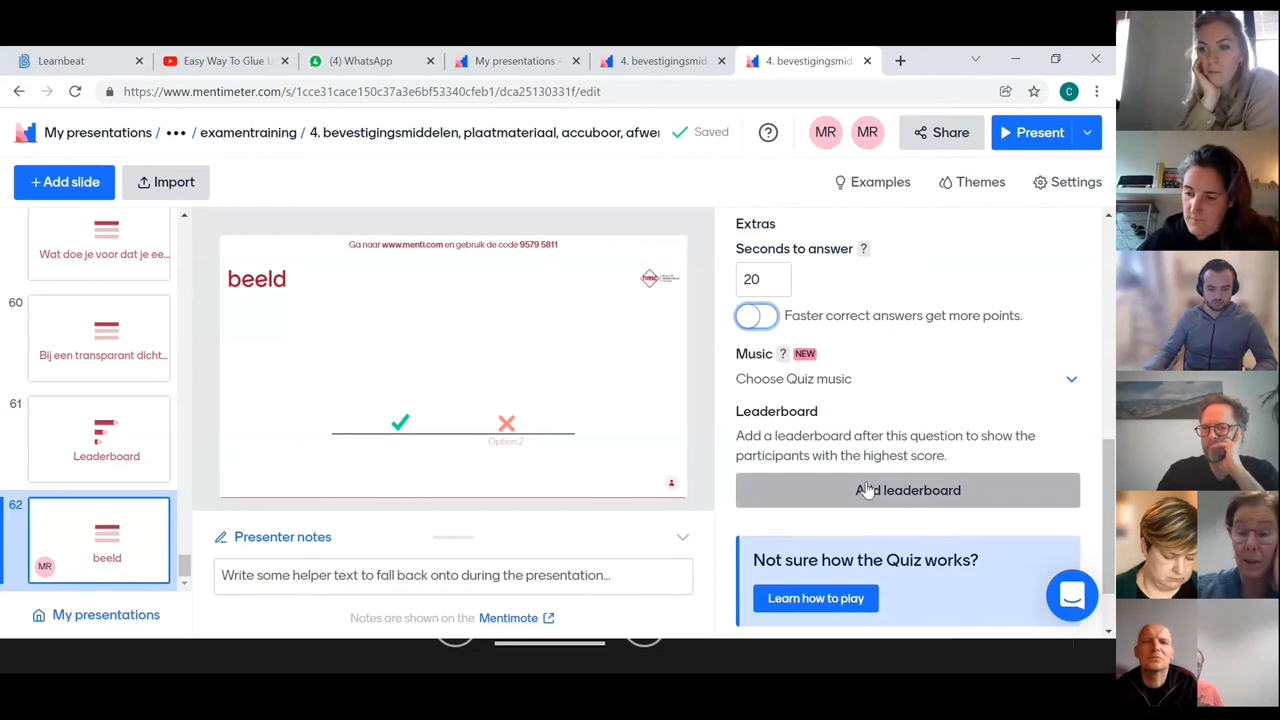 Learnbeat
Easy Way To Glue
(4) WhatsApp
My presentations -
4. bevestigingsmid
4. bevestigingsmid
https://www.mentimeter.com/s/1cce31cace150c37a3e6bf53340cfeb1/dca25130331f/edit
C
My presentations / ••• / examentraining / 4. bevestigingsmiddelen, plaatmateriaal, accuboor, afwe
Saved
?
MR
MR
Share
Present
+ Add slide
Import
Examples
Themes
Settings
Wat doe je voor dat je ee...
60
Bij een transparant dicht...
61
Leaderboard
62
MR
beeld
Ga naar www.menti.com en gebruik de code 9579 5811
beeld
hmc
Option 2
Presenter notes
Write some helper text to fall back onto during the presentation...
Notes are shown on the Mentimote
My presentations
Extras
Seconds to answer ?
20
Faster correct answers get more points.
Music ? NEW
Choose Quiz music
Leaderboard
Add a leaderboard after this question to show the
participants with the highest score.
Add leaderboard
Not sure how the Quiz works?
Learn how to play